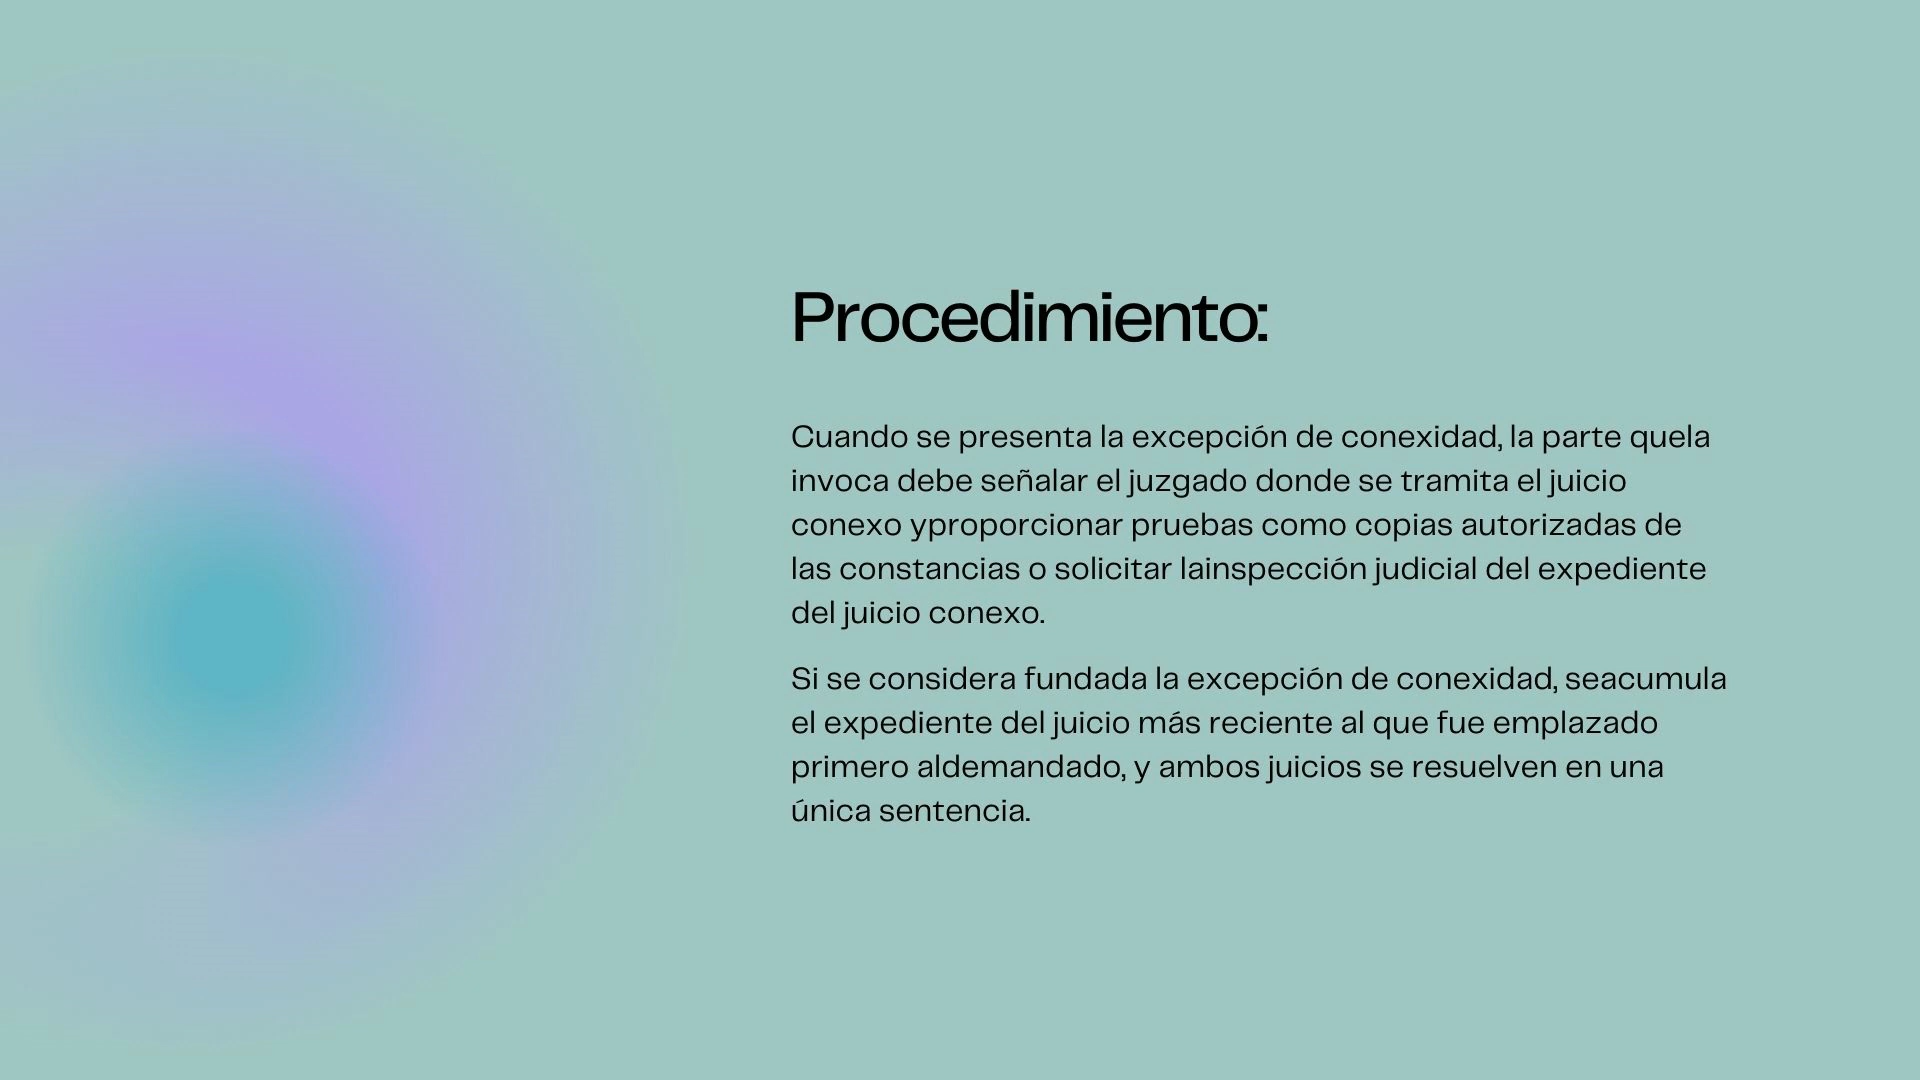 Procedimiento:
Cuando se presenta la excepción de conexidad, la parte quela
invoca debe señalar el juzgado donde se tramita el juicio
conexo yproporcionar pruebas como copias autorizadas de
las constancias o solicitar lainspección judicial del expediente
del juicio conexo.
Si se considera fundada la excepción de conexidad, seacumula
el expediente del juicio más reciente al que fue emplazado
primero aldemandado, y ambos juicios se resuelven en una
única sentencia.